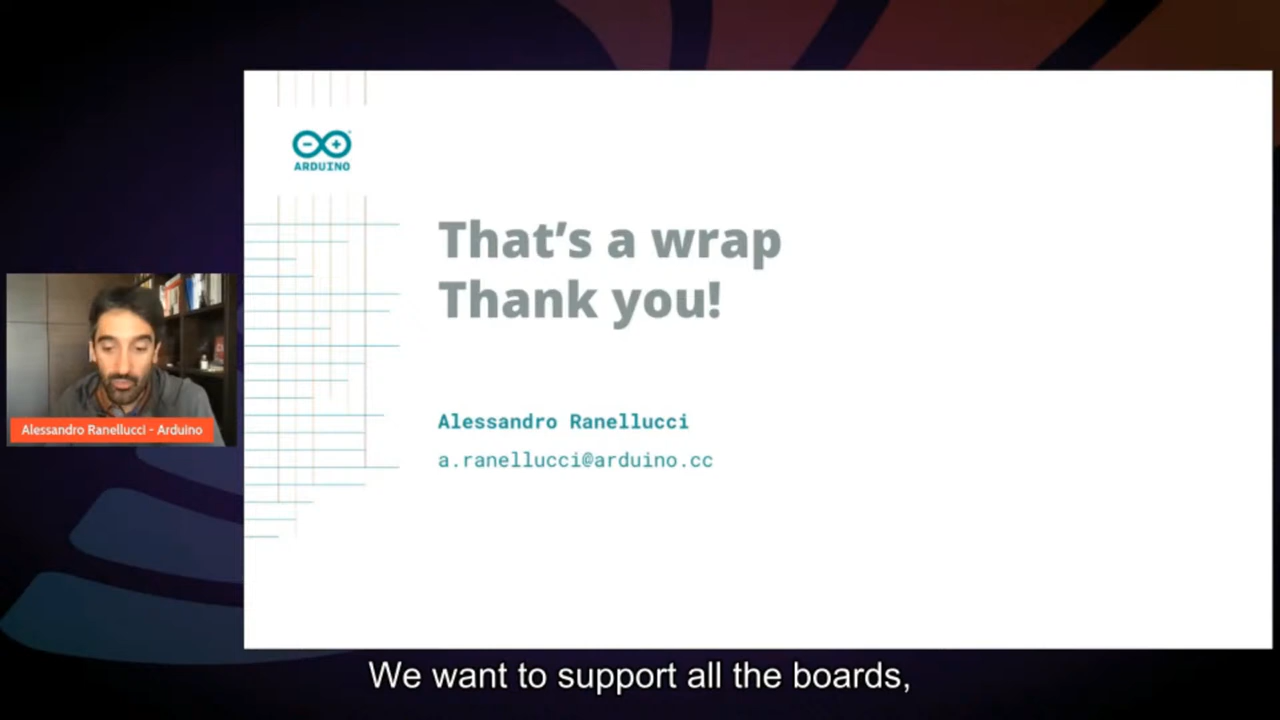 ARDUINO
That's a wrap
Thank you!
Alessandro Ranellucci
a.ranellucci@arduino.cc
Alessandro Ranellucci - Arduino
We want to support all the boards,